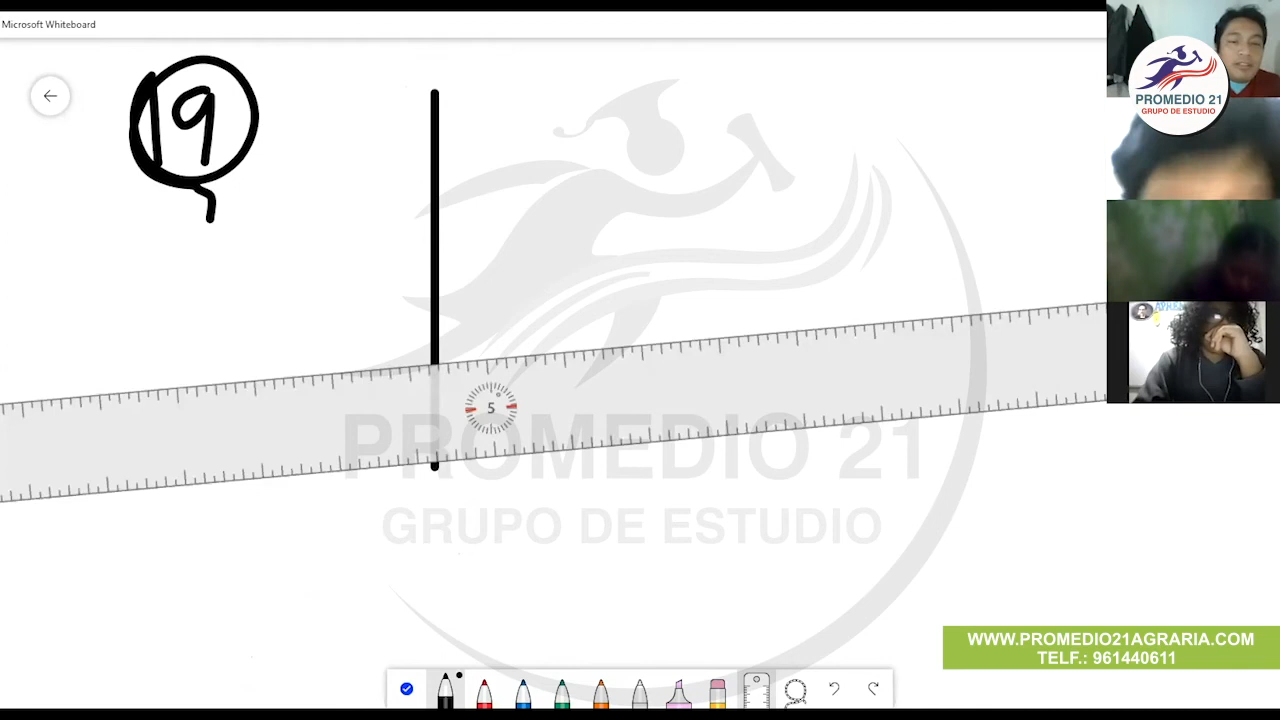 Microsoft Whiteboard
19
PROMEDIO 21
GRUPO DE ESTUDIO
5
PROMEDIO 21
GRUPO DE ESTUDIO
WWW.PROMEDIO21AGRARIA.COM
TELF.: 961440611